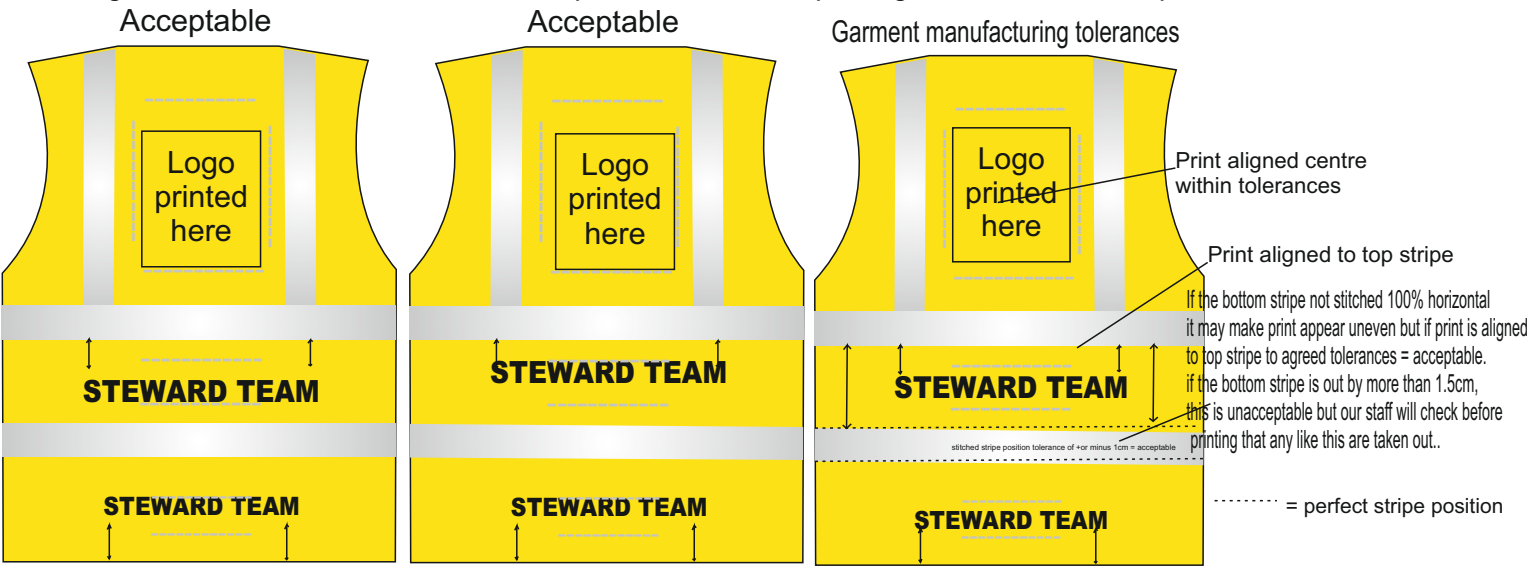 Acceptable
Logo
printed
here
STEWARD TEAM
STEWARD TEAM
Acceptable
Logo
printed
here
STEWARD TEAM
STEWARD TEAM
Garment manufacturing tolerances
Logo
printed
here
STEWARD TEAM
stitched stripe position tolerance of +or minus 1cm = acceptable
STEWARD TEAM
Print aligned centre
within tolerances
Print aligned to top stripe
If the bottom stripe not stitched 100% horizontal
it may make print appear uneven but if print is aligned
to top stripe to agreed tolerances = acceptable.
if the bottom stripe is out by more than 1.5cm,
this is unacceptable but our staff will check before
printing that any like this are taken out..
= perfect stripe position